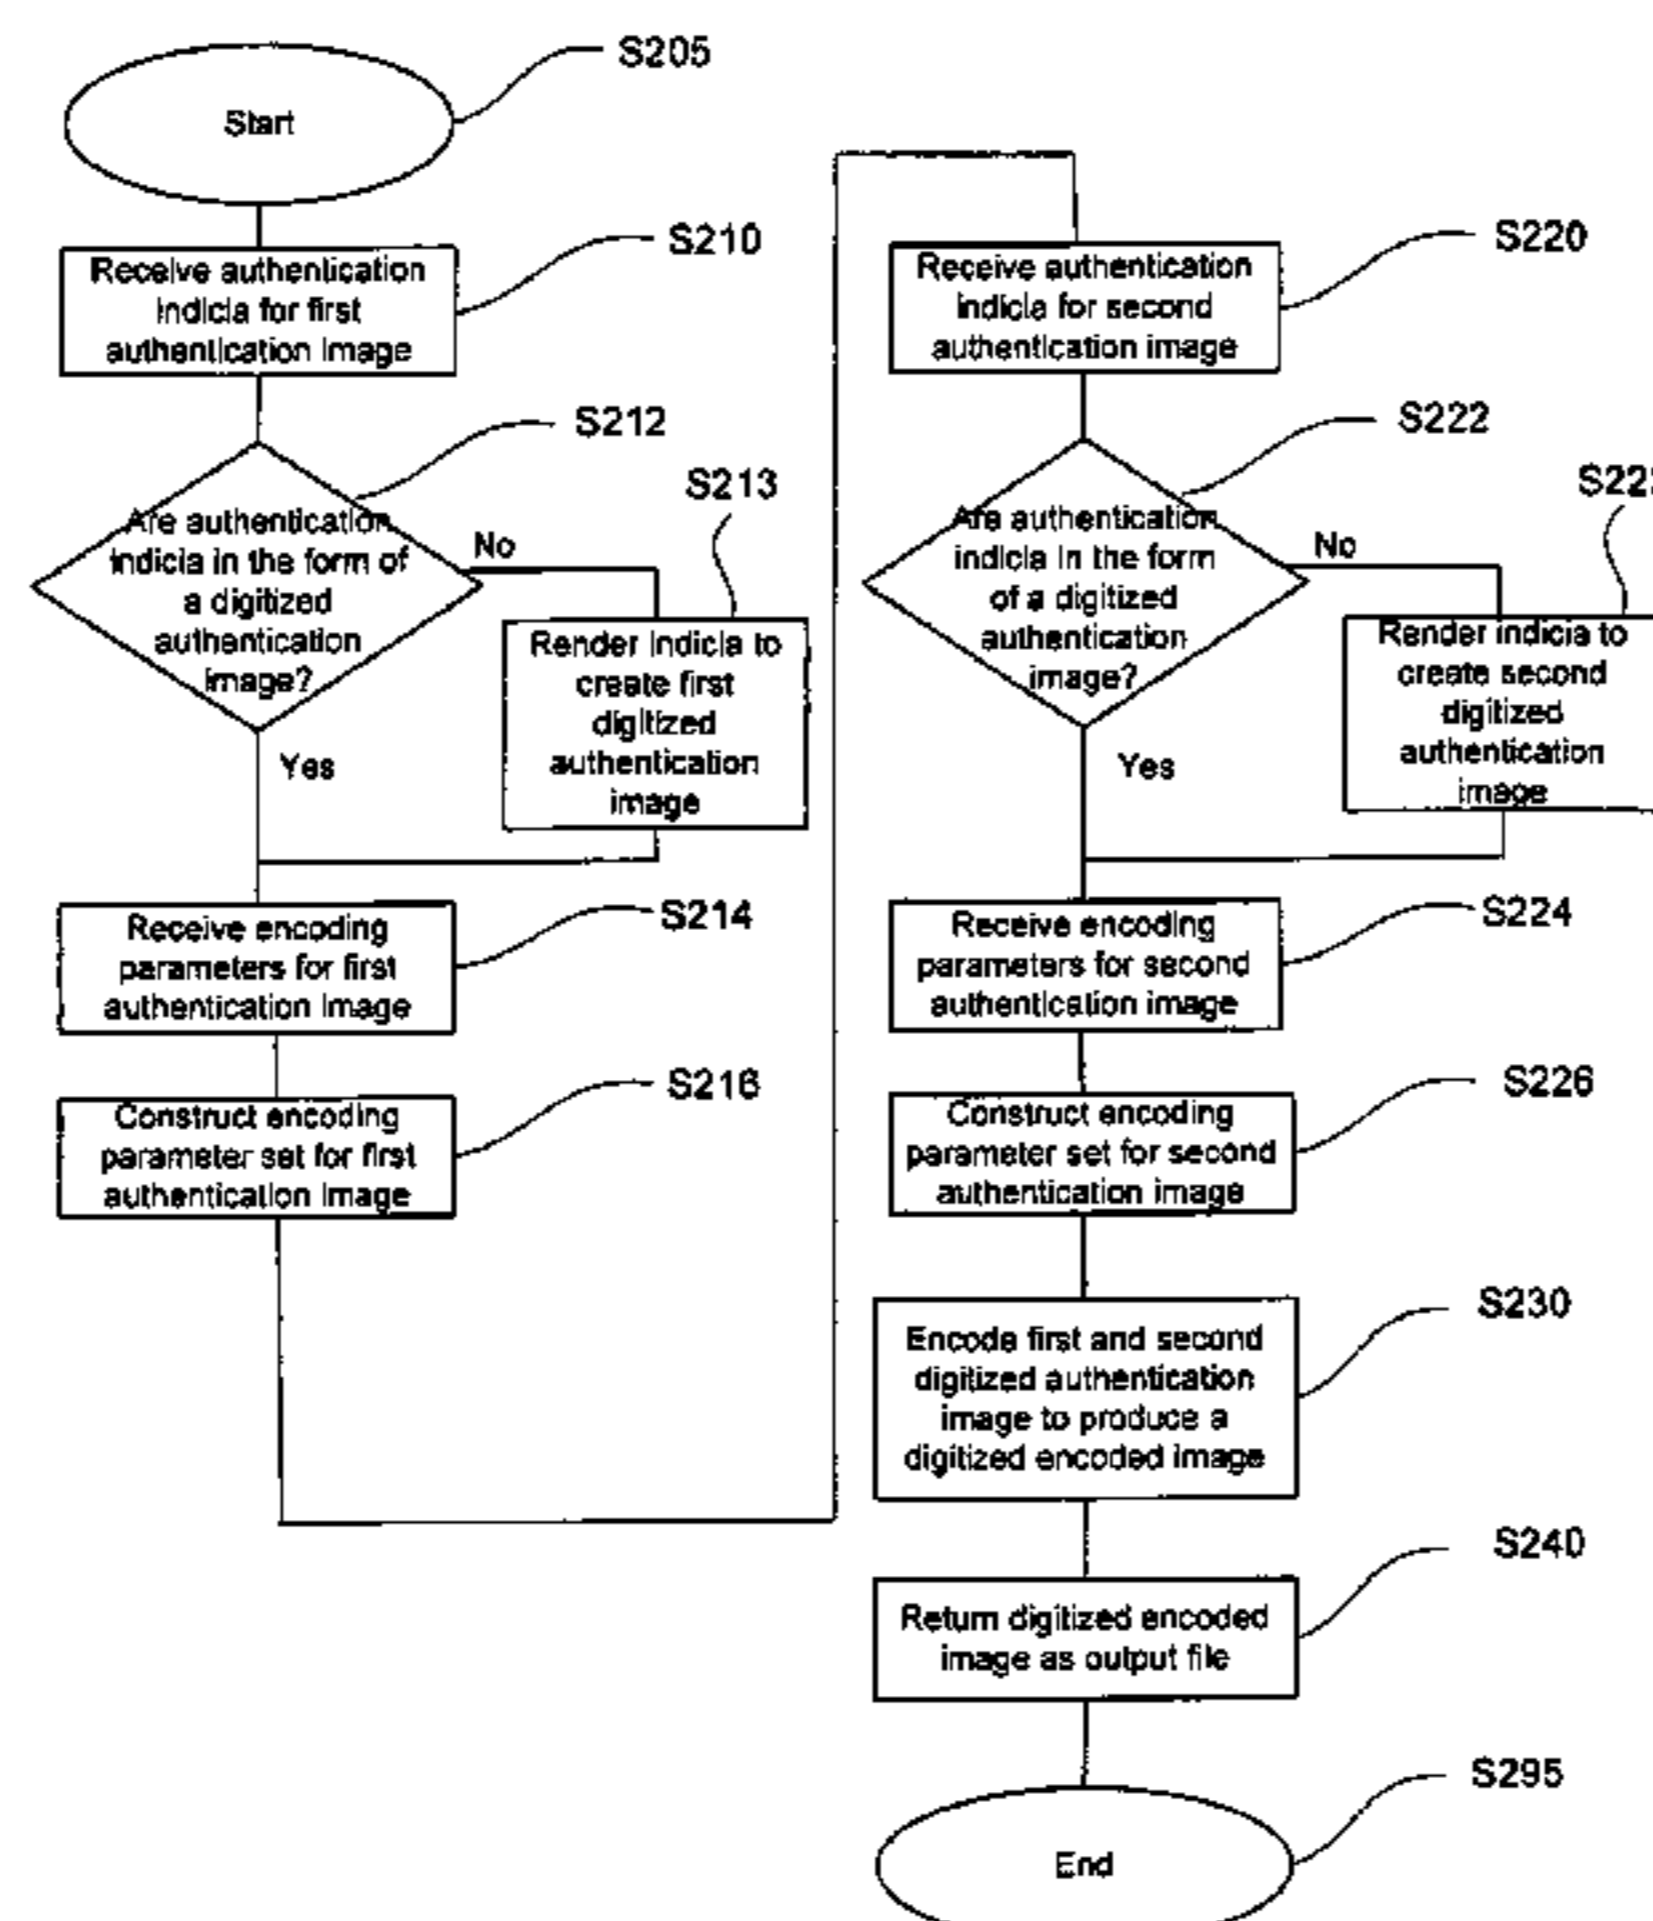 S205
Start
S210
Receive authentication
indicia for first
authentication image
S212
Are authentication
indicia in the form of
a digitized
authentication
image?
No
S213
Render indicia to
create first
digitized
authentication
image
Yes
S214
Receive encoding
parameters for first
authentication image
S216
Construct encoding
parameter set for first
authentication image
S220
Receive authentication
indicia for second
authentication image
S222
Are authentication
indicia in the form
of a digitized
authentication
image?
No
Render indicia to
create second
digitized
authentication
image
Yes
S224
Receive encoding
parameters for second
authentication image
S226
Construct encoding
parameter set for second
authentication image
S230
Encode first and second
digitized authentication
image to produce a
digitized encoded image
S240
Return digitized encoded
image as output file
S295
End